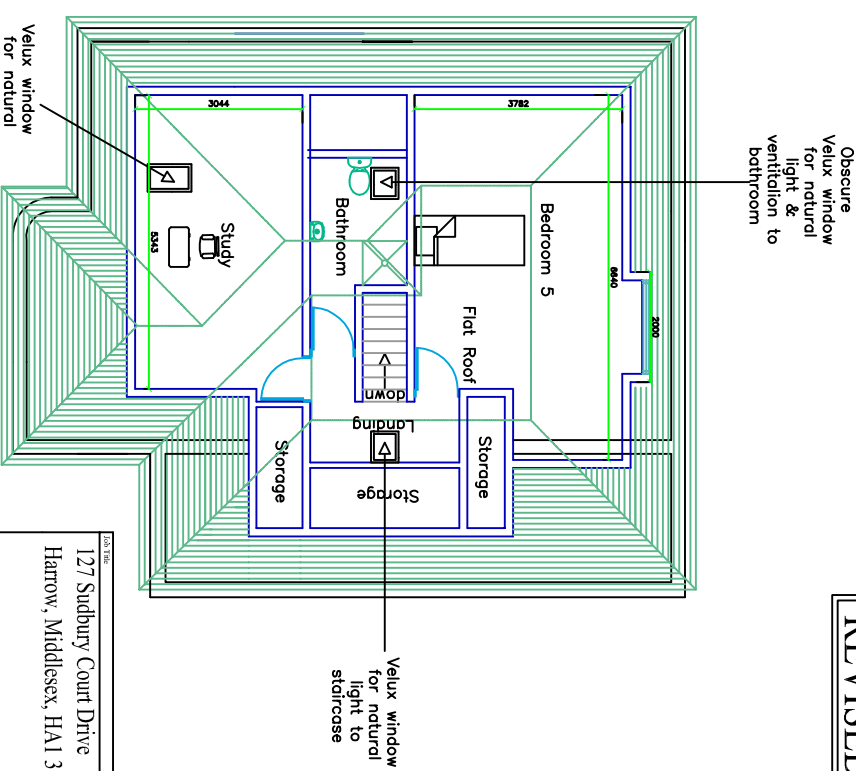 Obscure
Velux window
for natural
light &
ventitalion to
bathroom
Velux window
for natural
3044
3782
5343
6640
2000
Study
Bathroom
Bedroom 5
Flat Roof
down
Landing
Storage
Storage
Storage
Velux window
for natural
light to
staircase
Job Title
127 Sudbury Court Drive
Harrow, Middlesex, HA1 3